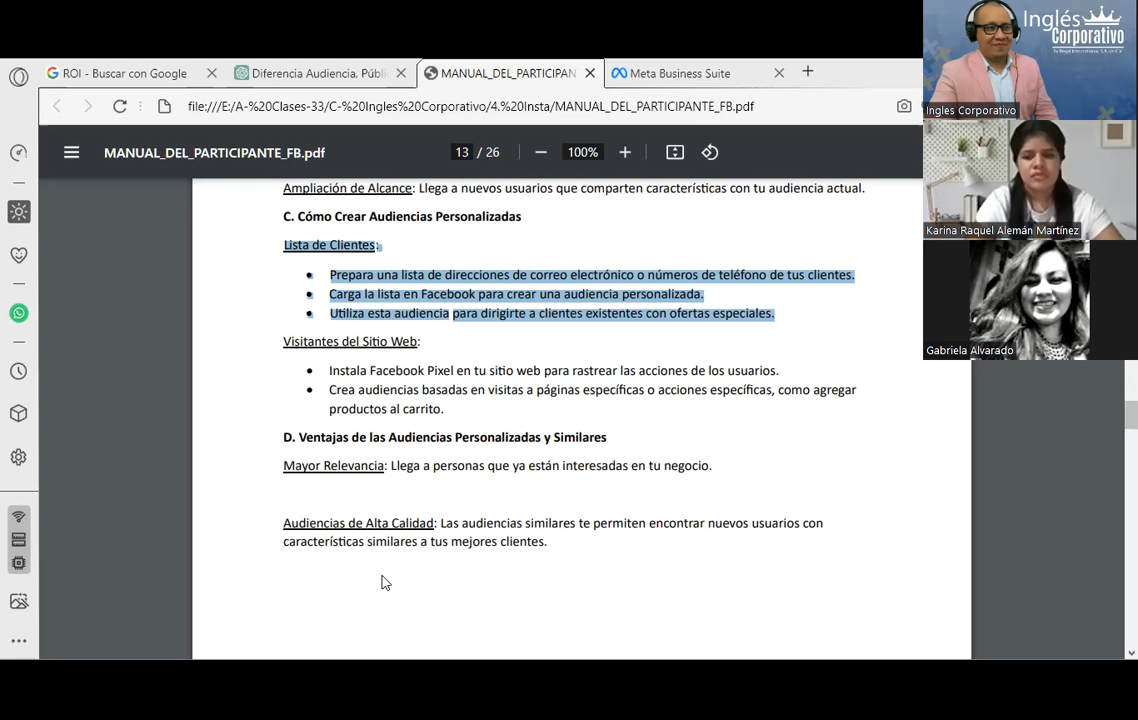 ROI - Buscar con Google
Diferencia Audiencia, Públi
MANUAL_DEL_PARTICIPAN
Meta Business Suite
file:///E:/A-%20Clases-33/C-%20Ingles%20Corporativo/4.%20Insta/MANUAL_DEL_PARTICIPANTE_FB.pdf
MANUAL_DEL_PARTICIPANTE_FB.pdf
13 / 26
100%
Ampliación de Alcance: Llega a nuevos usuarios que comparten características con tu audiencia actual.
C. Cómo Crear Audiencias Personalizadas
Lista de Clientes:
• Prepara una lista de direcciones de correo electrónico o números de teléfono de tus clientes.
• Carga la lista en Facebook para crear una audiencia personalizada.
• Utiliza esta audiencia para dirigirte a clientes existentes con ofertas especiales.
Visitantes del Sitio Web:
• Instala Facebook Pixel en tu sitio web para rastrear las acciones de los usuarios.
• Crea audiencias basadas en visitas a páginas específicas o acciones específicas, como agregar
productos al carrito.
D. Ventajas de las Audiencias Personalizadas y Similares
Mayor Relevancia: Llega a personas que ya están interesadas en tu negocio.
Audiencias de Alta Calidad: Las audiencias similares te permiten encontrar nuevos usuarios con
características similares a tus mejores clientes.
Inglés
Corporativo
Ingles Corporativo
Karina Raquel Alemán Martínez
Gabriela Alvarado